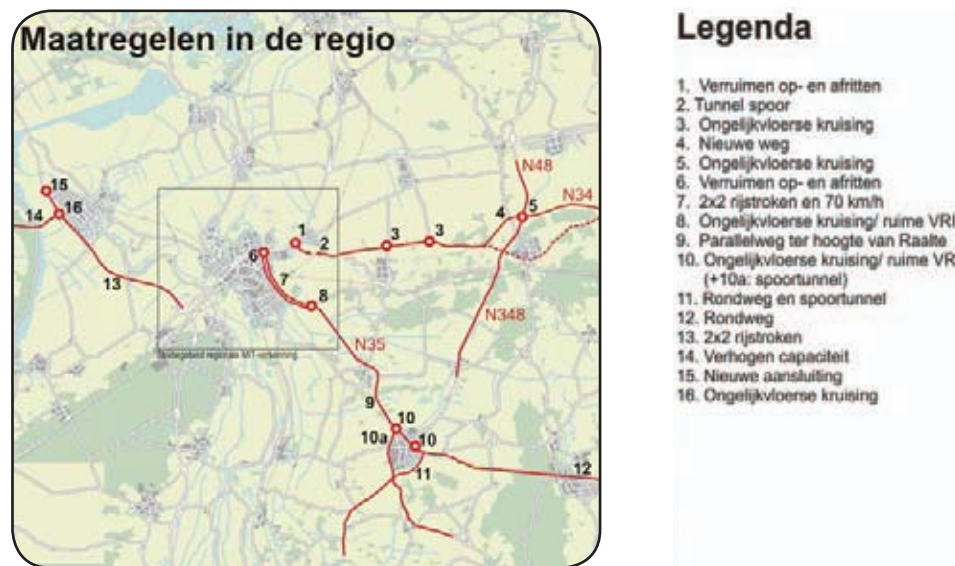 Maatregelen in de regio
15
16
14
13
1
2
3
3
4
5
6
7
8
N48
N34
N348
N35
9
10
10a
10
11
12
Legenda
1. Verruimen op- en afritten
2. Tunnel spoor
3. Ongelijkvloerse kruising
4. Nieuwe weg
5. Ongelijkvloerse kruising
6. Verruimen op- en afritten
7. 2x2 rijstroken en 70 km/h
8. Ongelijkvloerse kruising/ ruime VRI
9. Parallelweg ter hoogte van Raalte
10. Ongelijkvloerse kruising/ ruime VR
(+10a: spoortunnel)
11. Rondweg en spoortunnel
12. Rondweg
13. 2x2 rijstroken
14. Verhogen capaciteit
15. Nieuwe aansluiting
16. Ongelijkvloerse kruising